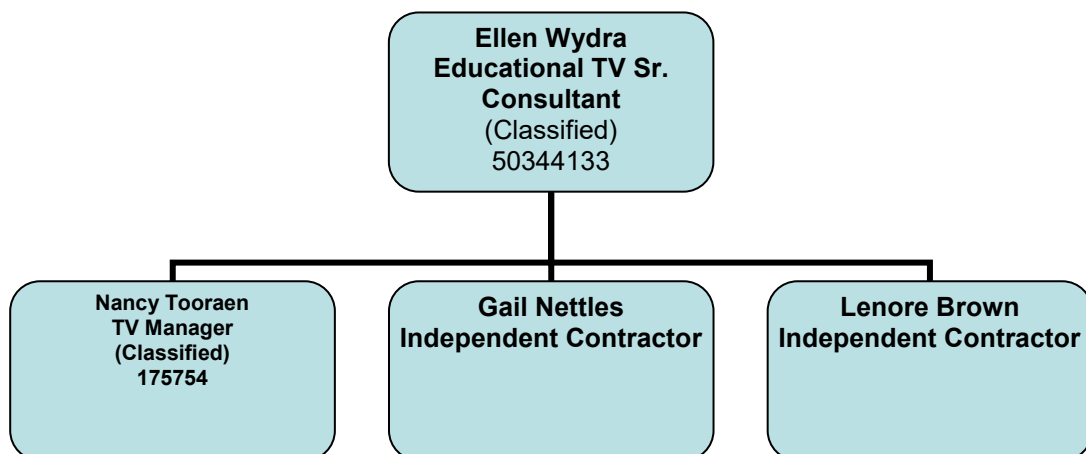 Ellen Wydra
Educational TV Sr.
Consultant
(Classified)
50344133
Nancy Tooraen
TV Manager
(Classified)
175754
Gail Nettles
Independent Contractor
Lenore Brown
Independent Contractor